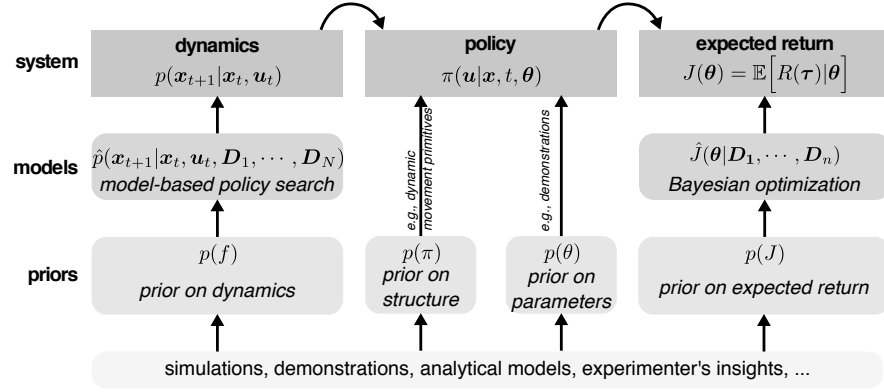 system
dynamics
p(x_{t+1}|x_t, u_t)
policy
π(u|x, t, θ)
expected return
J(θ) = 𝔼[R(τ)|θ]
models
p̂(x_{t+1}|x_t, u_t, D_1, ⋯, D_N)
model-based policy search
e.g., dynamic
movement primitives
e.g., demonstrations
Ĵ(θ|D_1, ⋯, D_n)
Bayesian optimization
priors
p(f)
prior on dynamics
p(π)
prior on
structure
p(θ)
prior on
parameters
p(J)
prior on expected return
simulations, demonstrations, analytical models, experimenter's insights, ...